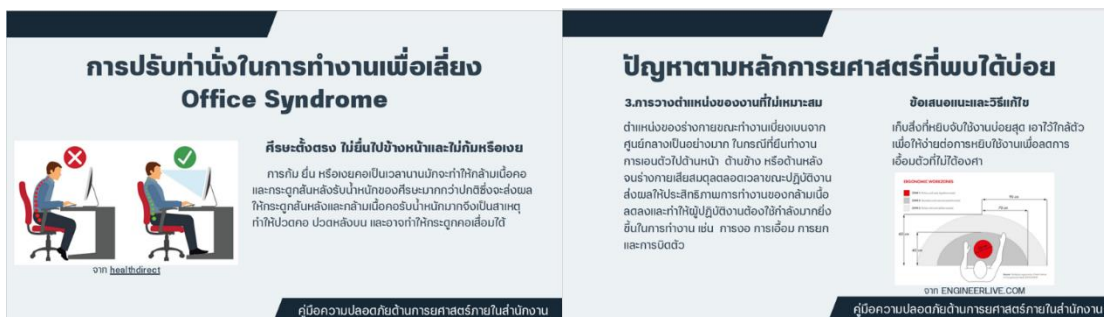 การปรับท่านั่งในการทำงานเพื่อเลี่ยง
Office Syndrome
ศีรษะตั้งตรง ไม่ยื่นไปข้างหน้าและไม่ก้มหรือเงย
การก้ม ยื่น หรือเงยคอเป็นเวลานานมักจะทำให้กล้ามเนื้อคอ
และกระดูกสันหลังรับน้ำหนักของศีรษะมากกว่าปกติซึ่งจะส่งผล
ให้กระดูกสันหลังและกล้ามเนื้อคอรับน้ำหนักมากจึงเป็นสาเหตุ
ทำให้ปวดคอ ปวดหลังบน และอาจทำให้กระดูกคอเสื่อมได้
จาก healthdirect
คู่มือความปลอดภัยด้านการยศาสตร์ภายในสำนักงาน
ปัญหาตามหลักการยศาสตร์ที่พบได้บ่อย
3.การวางตำแหน่งของงานที่ไม่เหมาะสม
ตำแหน่งของร่างกายขณะทำงานเบี่ยงเบนจาก
ศูนย์กลางเป็นอย่างมาก ในกรณีที่ยืนทำงาน
การเอนตัวไปด้านหน้า ด้านข้าง หรือด้านหลัง
จนร่างกายเสียสมดุลตลอดเวลาขณะปฏิบัติงาน
ส่งผลให้ประสิทธิภาพการทำงานของกล้ามเนื้อ
ลดลงและทำให้ผู้ปฏิบัติงานต้องใช้กำลังมากยิ่ง
ขึ้นในการทำงาน เช่น การงอ การเอื้อม การยก
และการบิดตัว
ข้อเสนอแนะและวิธีแก้ไข
เก็บสิ่งที่หยิบจับใช้งานบ่อยสุด เอาไว้ใกล้ตัว
เพื่อให้ง่ายต่อการหยิบใช้งานเพื่อลดการ
เอื้อมตัวที่ไม่ได้องศา
ERGONOMIC WORKZONES
จาก ENGINEERLIVE.COM
คู่มือความปลอดภัยด้านการยศาสตร์ภายในสำนักงาน